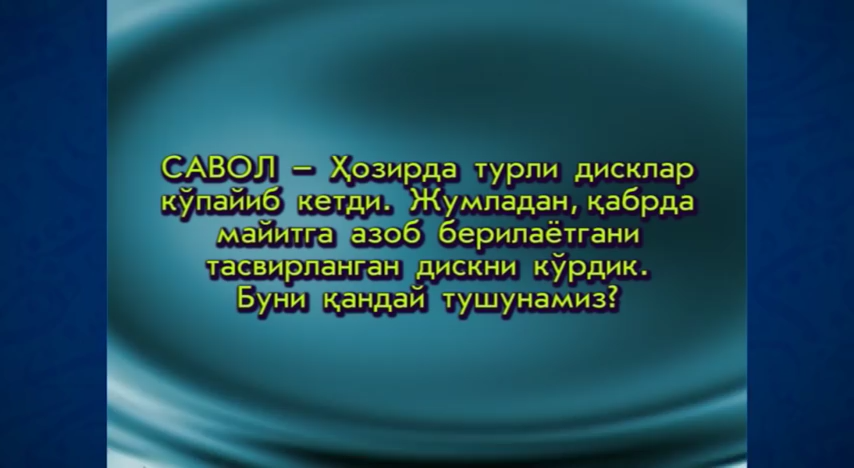 САВОЛ – Ҳозирда турли дисклар
кўпайиб кетди. Жумладан, қабрда
майитга азоб берилаётгани
тасвирланган дискни кўрдик.
Буни қандай тушунамиз?